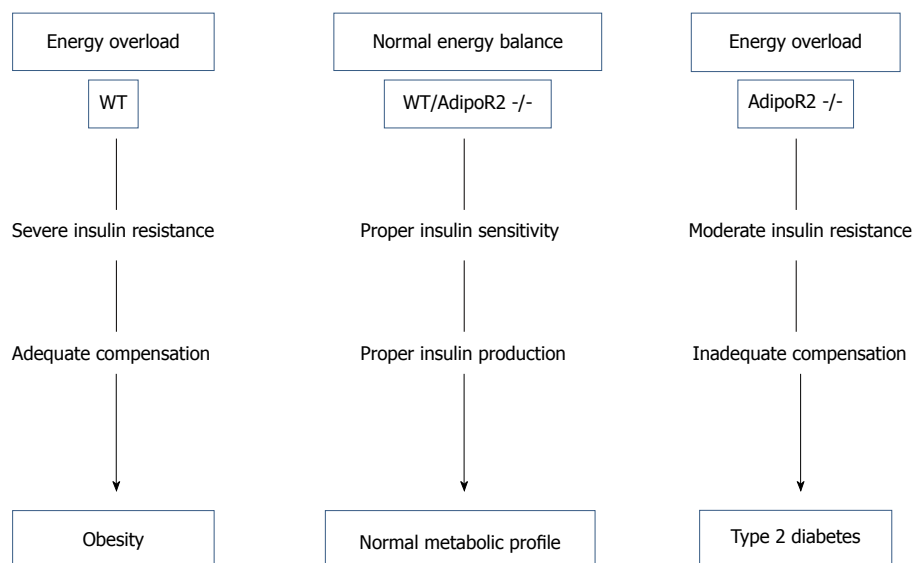 Energy overload
WT
Severe insulin resistance
Adequate compensation
Obesity
Normal energy balance
WT/AdipoR2 -/-
Proper insulin sensitivity
Proper insulin production
Normal metabolic profile
Energy overload
AdipoR2 -/-
Moderate insulin resistance
Inadequate compensation
Type 2 diabetes